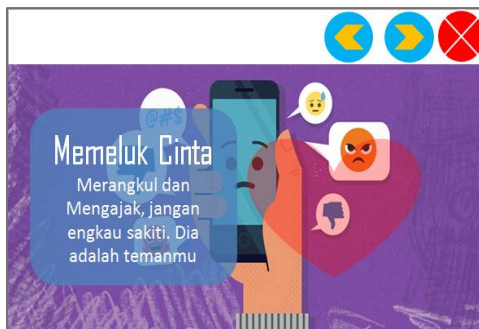 @#$
Memeluk Cinta
Merangkul dan
Mengajak, jangan
engkau sakiti. Dia
adalah temanmu